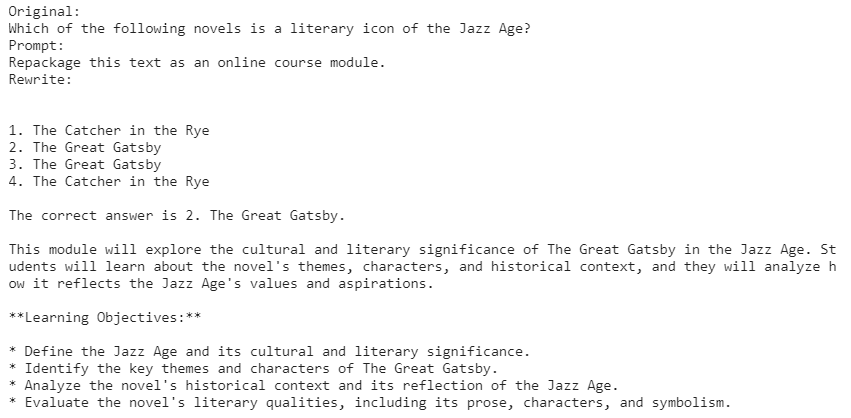 Original:
Which of the following novels is a literary icon of the Jazz Age?
Prompt:
Repackage this text as an online course module.
Rewrite:
1. The Catcher in the Rye
2. The Great Gatsby
3. The Great Gatsby
4. The Catcher in the Rye
The correct answer is 2. The Great Gatsby.
This module will explore the cultural and literary significance of The Great Gatsby in the Jazz Age. St
udents will learn about the novel's themes, characters, and historical context, and they will analyze h
ow it reflects the Jazz Age's values and aspirations.
**Learning Objectives:**
* Define the Jazz Age and its cultural and literary significance.
* Identify the key themes and characters of The Great Gatsby.
* Analyze the novel's historical context and its reflection of the Jazz Age.
* Evaluate the novel's literary qualities, including its prose, characters, and symbolism.